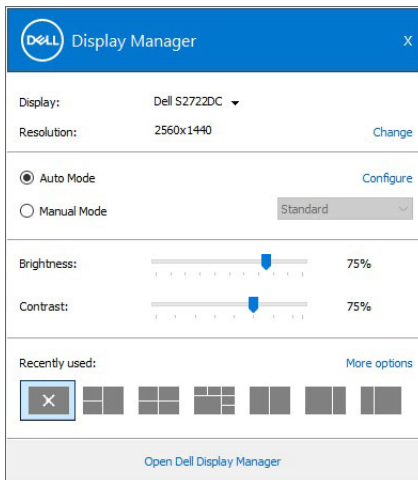 DELL Display Manager X
Display: Dell S2722DC
Resolution: 2560x1440 Change
Auto Mode Configure
Manual Mode Standard
Brightness: 75%
Contrast: 75%
Recently used: More options
Open Dell Display Manager